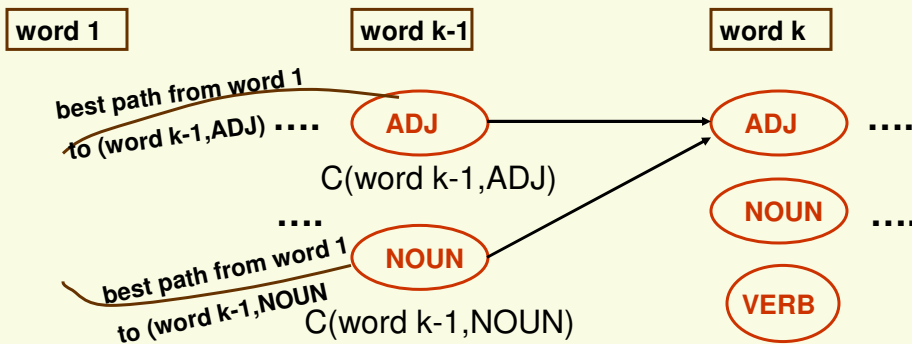 word 1
word k-1
word k
best path from word 1
to (word k-1,ADJ)
....
ADJ
ADJ
....
C(word k-1,ADJ)
....
NOUN
....
best path from word 1
to (word k-1,NOUN
NOUN
C(word k-1,NOUN)
VERB